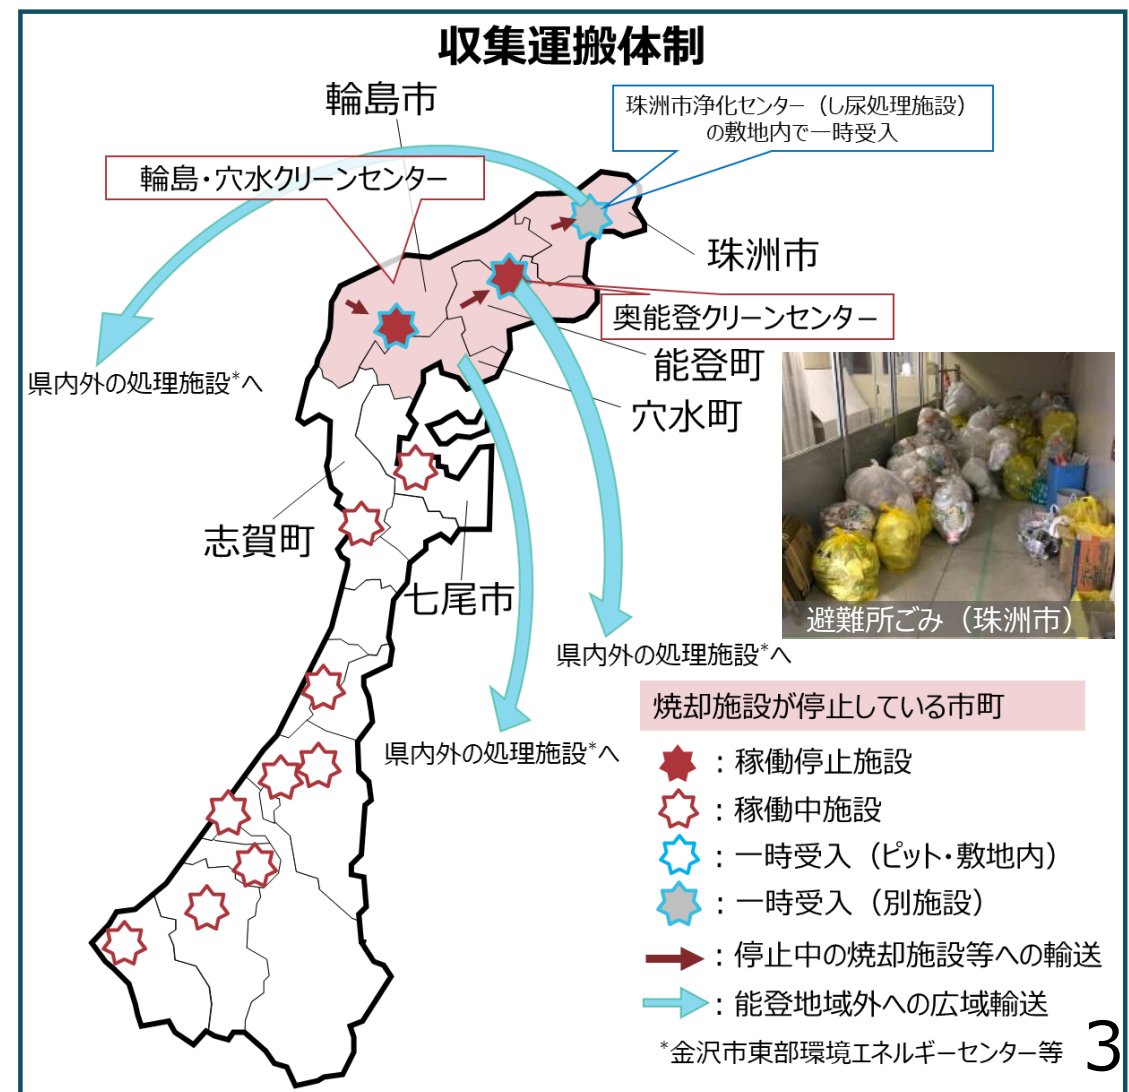 収集運搬体制
輪島市
珠洲市浄化センター（し尿処理施設）
の敷地内で一時受入
輪島・穴水クリーンセンター
珠洲市
奥能登クリーンセンター
能登町
県内外の処理施設*へ
穴水町
志賀町
七尾市
避難所ごみ（珠洲市）
県内外の処理施設*へ
県内外の処理施設*へ
焼却施設が停止している市町
：稼働停止施設
：稼働中施設
：一時受入（ピット・敷地内）
：一時受入（別施設）
：停止中の焼却施設等への輸送
：能登地域外への広域輸送
*金沢市東部環境エネルギーセンター等
3